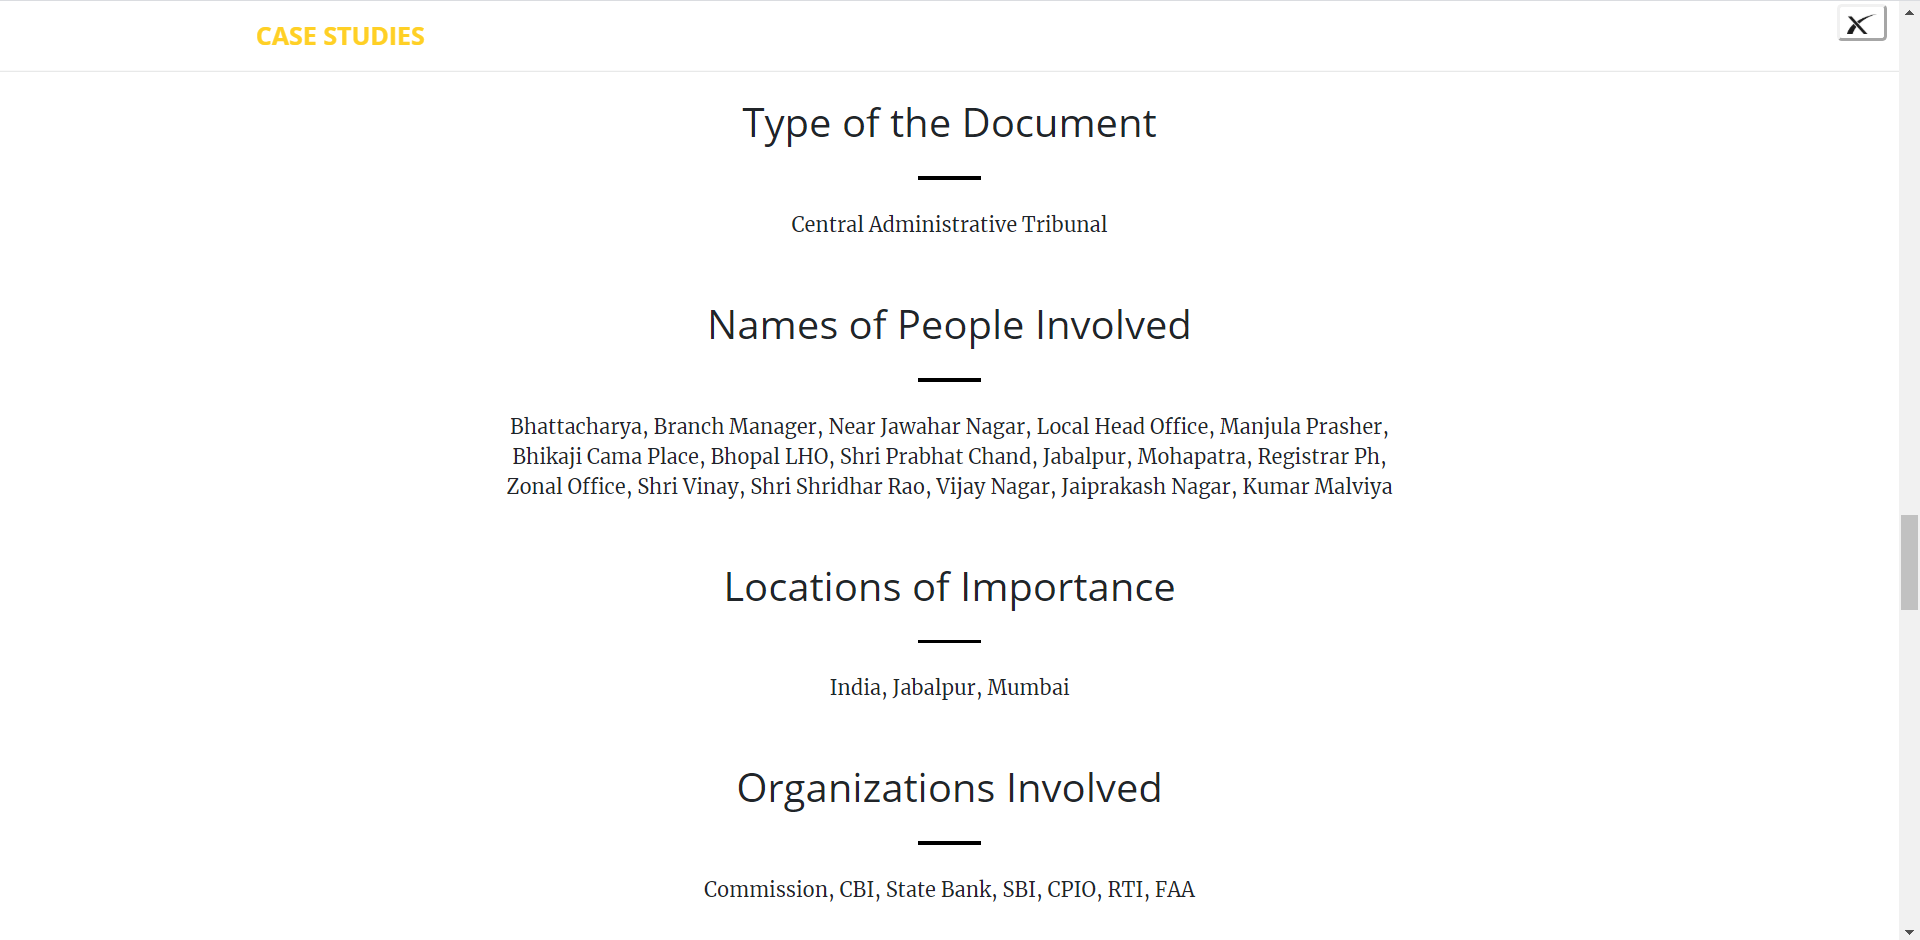 CASE STUDIES
Type of the Document
Central Administrative Tribunal
Names of People Involved
Bhattacharya, Branch Manager, Near Jawahar Nagar, Local Head Office, Manjula Prasher,
Bhikaji Cama Place, Bhopal LHO, Shri Prabhat Chand, Jabalpur, Mohapatra, Registrar Ph,
Zonal Office, Shri Vinay, Shri Shridhar Rao, Vijay Nagar, Jaiprakash Nagar, Kumar Malviya
Locations of Importance
India, Jabalpur, Mumbai
Organizations Involved
Commission, CBI, State Bank, SBI, CPIO, RTI, FAA